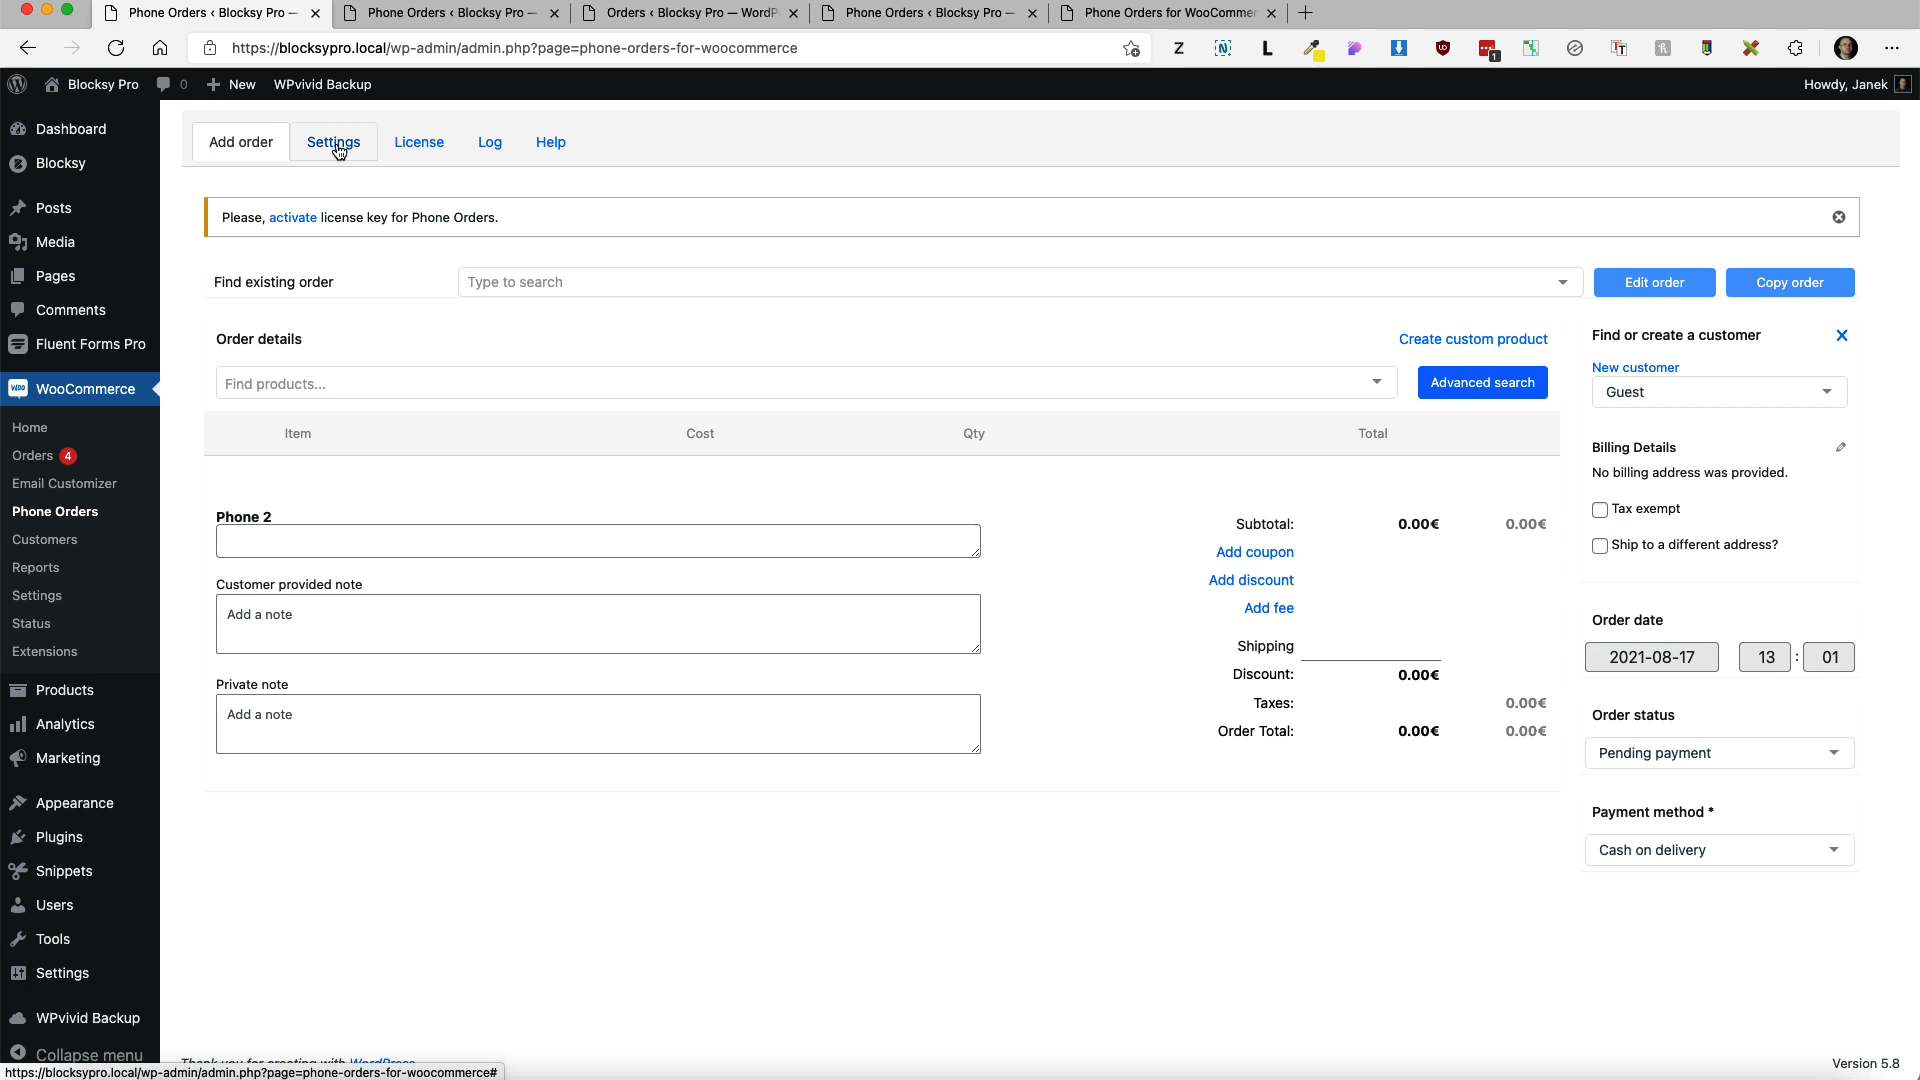 Phone Orders ‹ Blocksy Pro —
Phone Orders ‹ Blocksy Pro —
Orders ‹ Blocksy Pro — WordP
Phone Orders ‹ Blocksy Pro —
Phone Orders for WooCommer
https://blocksypro.local/wp-admin/admin.php?page=phone-orders-for-woocommerce
Blocksy Pro
0
New
WPvivid Backup
Howdy, Janek
Dashboard
Blocksy
Posts
Media
Pages
Comments
Fluent Forms Pro
WooCommerce
Home
Orders 4
Email Customizer
Phone Orders
Customers
Reports
Settings
Status
Extensions
Products
Analytics
Marketing
Appearance
Plugins
Snippets
Users
Tools
Settings
WPvivid Backup
Collapse menu
Add order
Settings
License
Log
Help
Please, activate license key for Phone Orders.
Find existing order
Type to search
Edit order
Copy order
Order details
Create custom product
Find products...
Advanced search
Item
Cost
Qty
Total
Phone 2
Customer provided note
Add a note
Private note
Add a note
Subtotal: 0.00€ 0.00€
Add coupon
Add discount
Add fee
Shipping
Discount: 0.00€
Taxes: 0.00€
Order Total: 0.00€ 0.00€
Find or create a customer
New customer
Guest
Billing Details
No billing address was provided.
Tax exempt
Ship to a different address?
Order date
2021-08-17 13 : 01
Order status
Pending payment
Payment method *
Cash on delivery
Thank you for creating with WordPress
Version 5.8
https://blocksypro.local/wp-admin/admin.php?page=phone-orders-for-woocommerce#